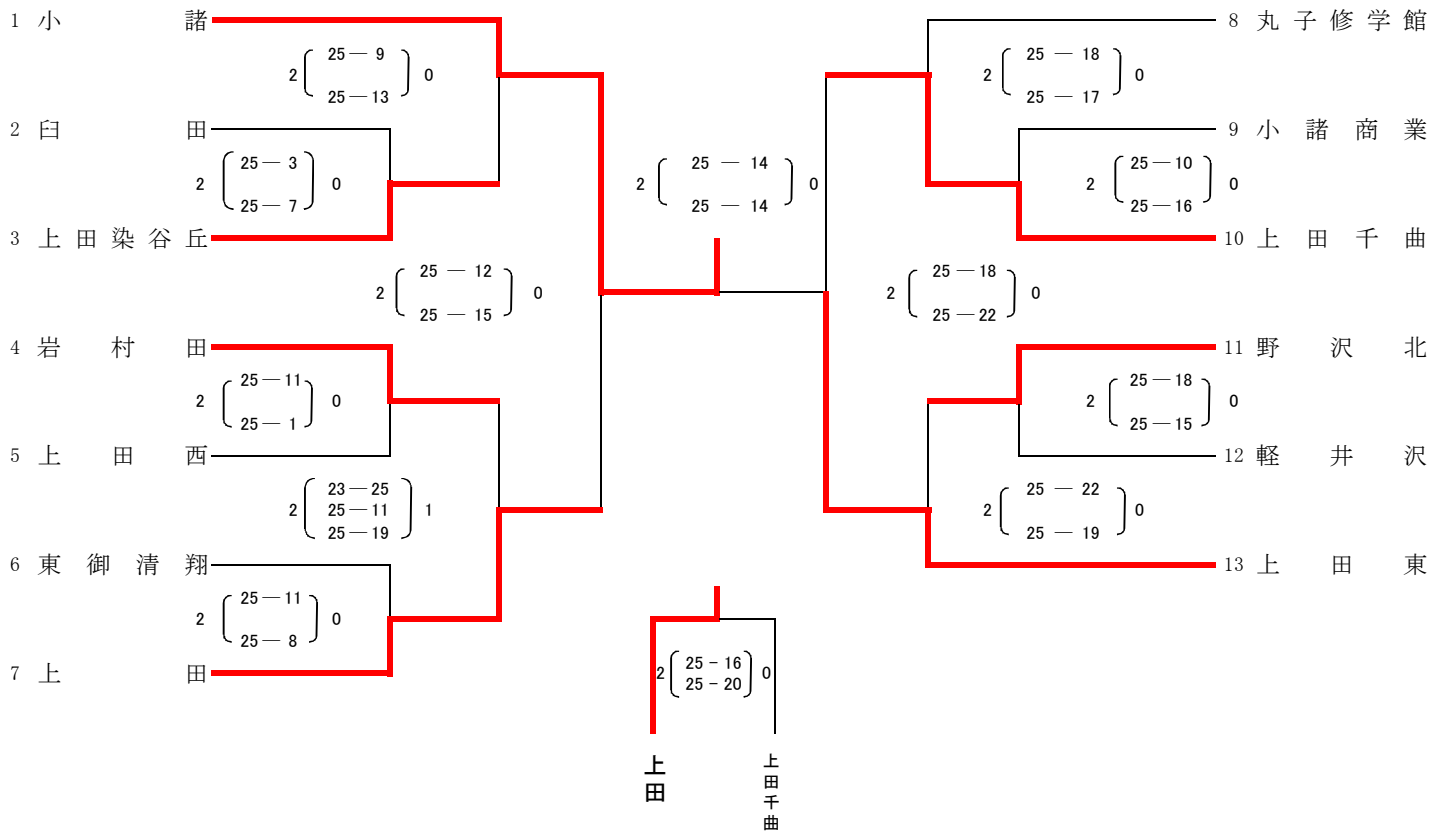 1 小諸
2 25 — 9 0
25 — 13
2 臼田
2 25 — 3 0
25 — 7
3 上田染谷丘
2 25 — 12 0
25 — 15
4 岩村田
2 25 — 11 0
25 — 1
5 上田西
2 23 — 25 1
25 — 11
25 — 19
6 東御清翔
2 25 — 11 0
25 — 8
7 上田
2 25 — 14 0
25 — 14
8 丸子修学館
2 25 — 18 0
25 — 17
9 小諸商業
2 25 — 10 0
25 — 16
10 上田千曲
2 25 — 18 0
25 — 22
11 野沢北
2 25 — 18 0
25 — 15
12 軽井沢
2 25 — 22 0
25 — 19
13 上田東
2 25 - 16 0
25 - 20
上田
上田千曲